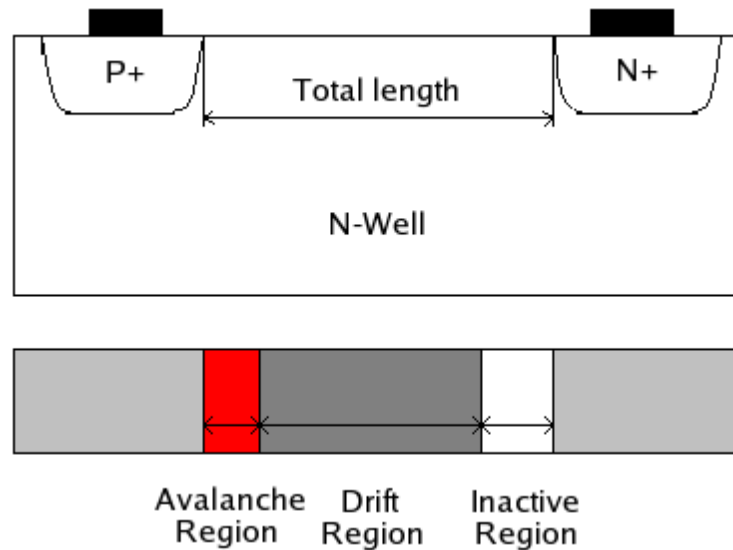 P+
N+
Total length
N-Well
Avalanche Region
Drift Region
Inactive Region